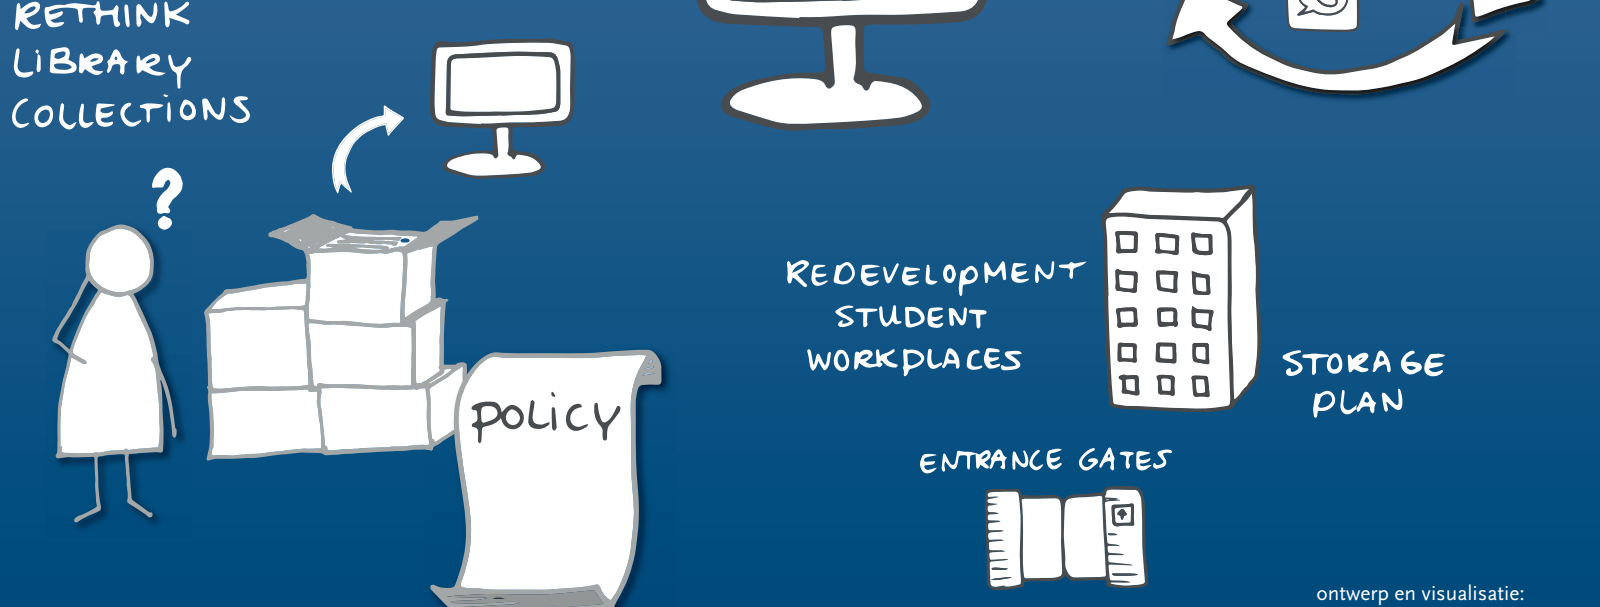 RETHINK
LIBRARY
COLLECTIONS
?
POLICY
REDEVELOPMENT
STUDENT
WORKPLACES
STORAGE
PLAN
ENTRANCE GATES
ontwerp en visualisatie: